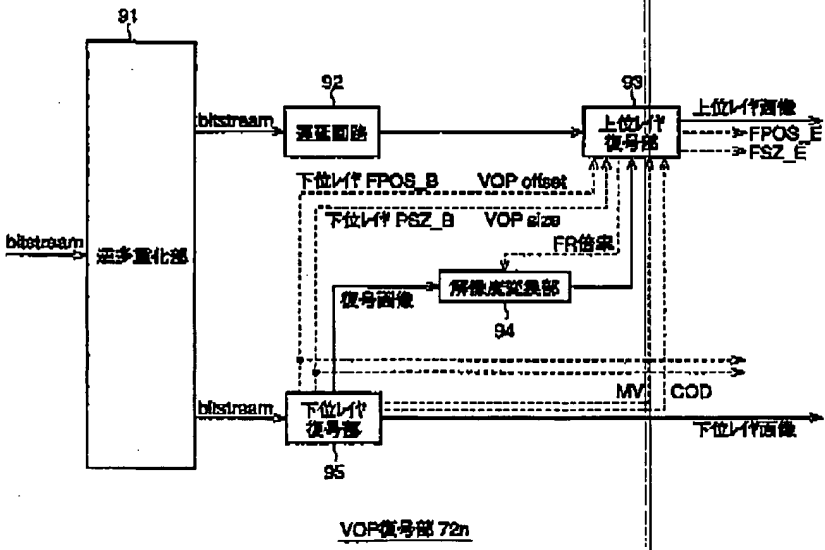 91
92
93
bitstream
遅延回路
上位レイヤ
復号部
上位レイヤ画像
FPOS_E
FSZ_E
下位レイヤ FPOS_B VOP offset
下位レイヤ FSZ_B VOP size
FR倍率
bitstream
逆多重化部
復号画像
解像度変換部
94
MV
COD
bitstream
下位レイヤ
復号部
下位レイヤ画像
95
VOP復号部 72n